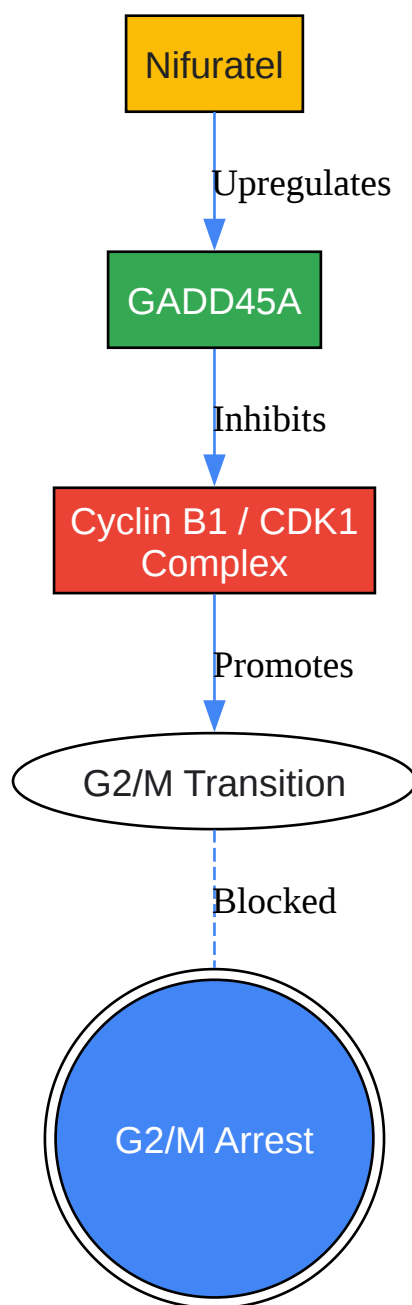 Nifuratel
Upregulates
GADD45A
Inhibits
Cyclin B1 / CDK1
Complex
Promotes
G2/M Transition
Blocked
G2/M Arrest